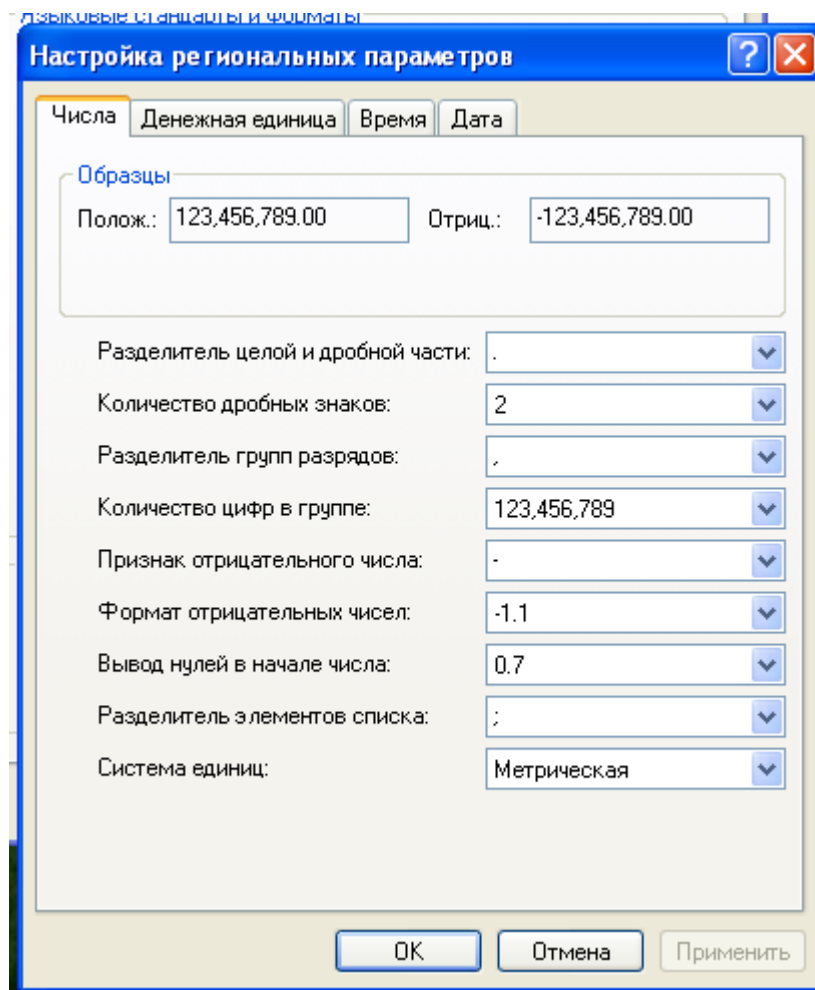 Языковые стандарты и форматы
Настройка региональных параметров
Числа Денежная единица Время Дата
Образцы
Полож.: 123,456,789.00 Отриц.: -123,456,789.00
Разделитель целой и дробной части: .
Количество дробных знаков: 2
Разделитель групп разрядов: ,
Количество цифр в группе: 123,456,789
Признак отрицательного числа: -
Формат отрицательных чисел: -1.1
Вывод нулей в начале числа: 0.7
Разделитель элементов списка: ;
Система единиц: Метрическая
OK Отмена Применить